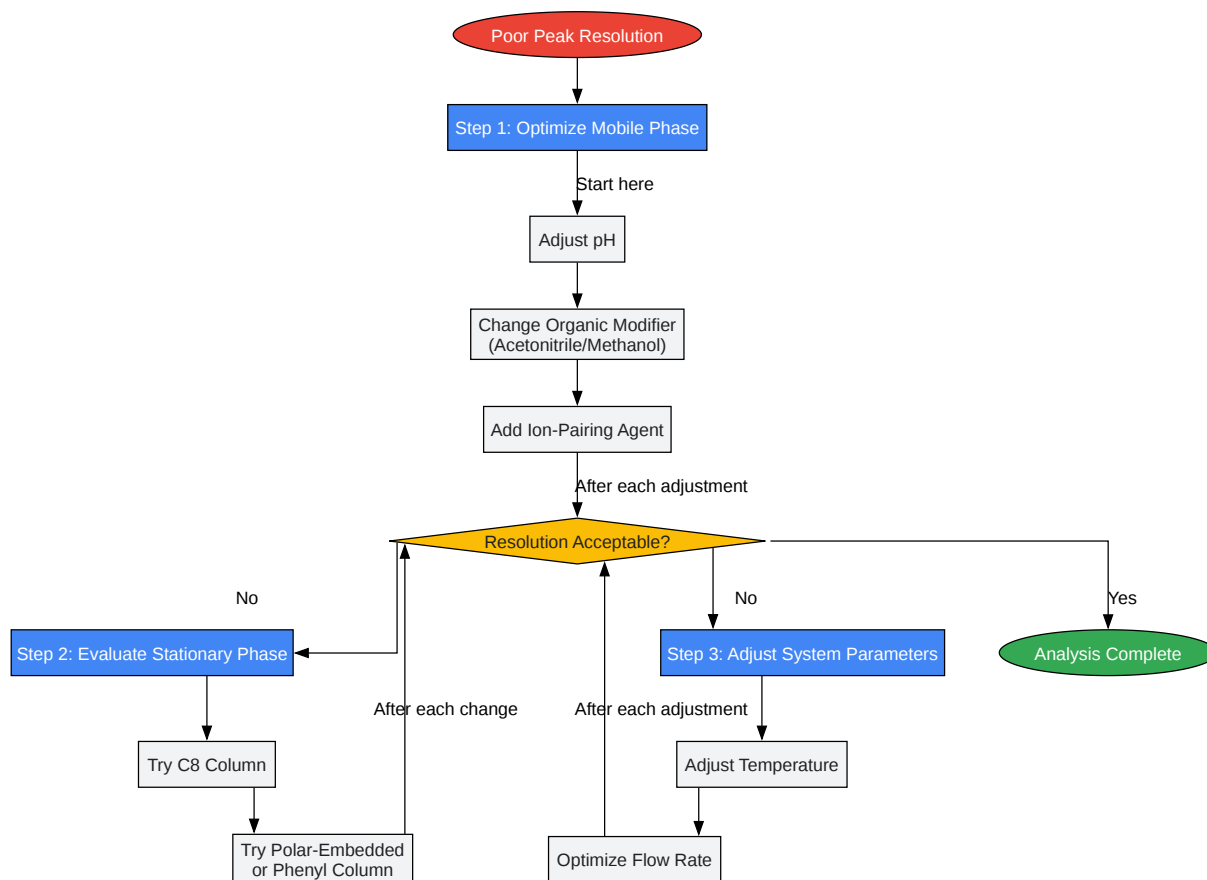 Poor Peak Resolution
Step 1: Optimize Mobile Phase
Start here
Adjust pH
Change Organic Modifier
(Acetonitrile/Methanol)
Add Ion-Pairing Agent
After each adjustment
Resolution Acceptable?
No
No
Yes
Step 2: Evaluate Stationary Phase
Step 3: Adjust System Parameters
Analysis Complete
After each change
After each adjustment
Try C8 Column
Adjust Temperature
Try Polar-Embedded
or Phenyl Column
Optimize Flow Rate